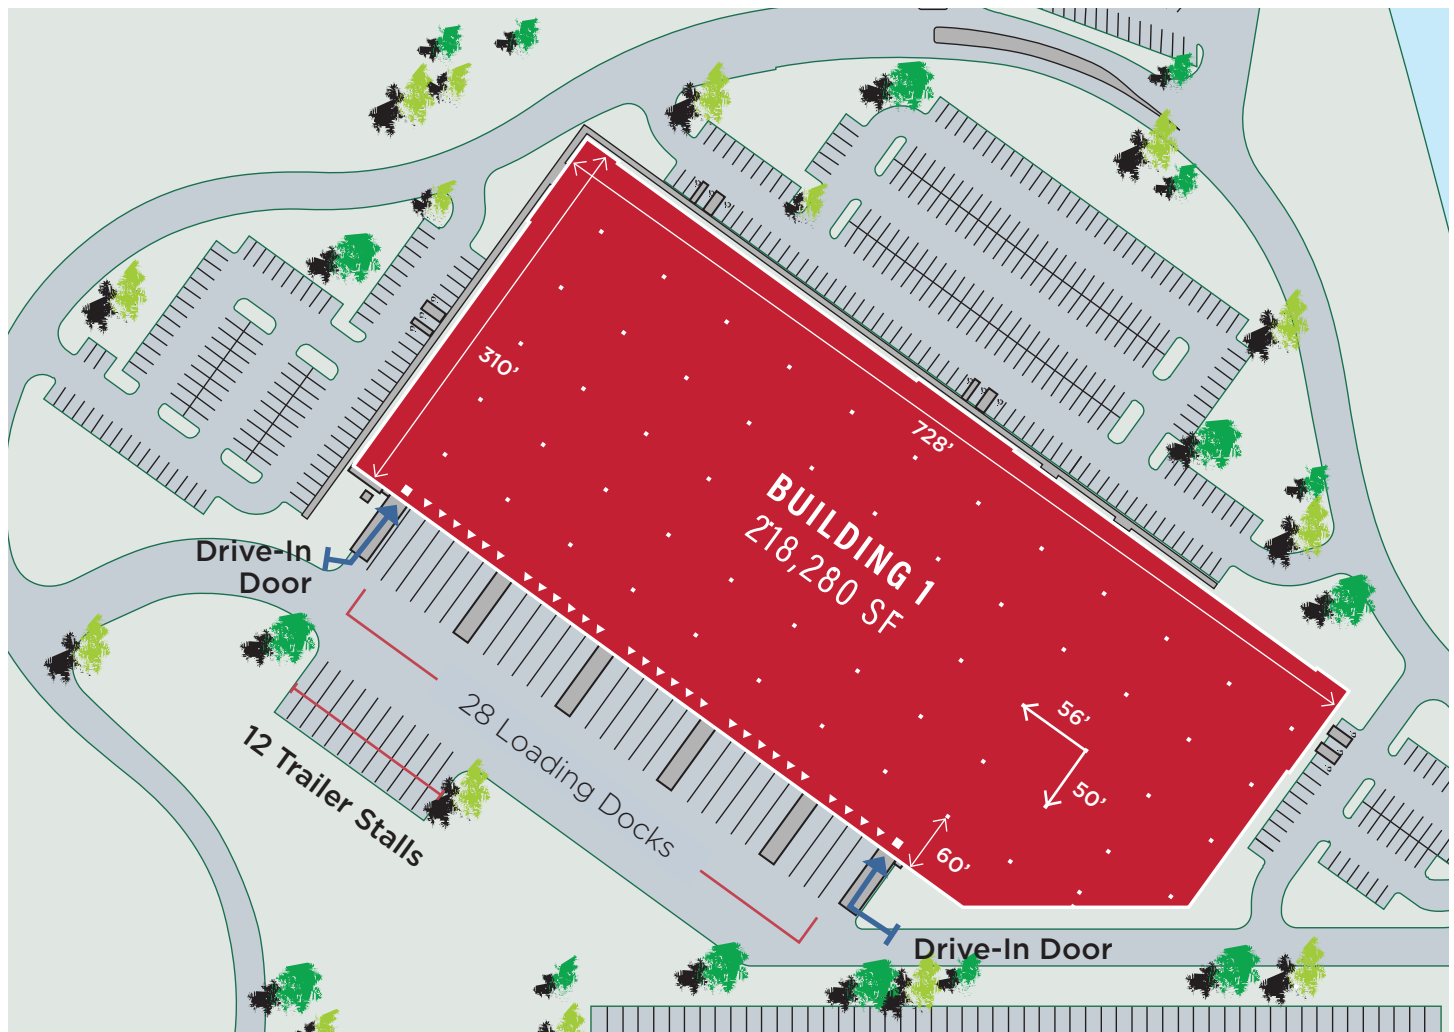 310’
728’
BUILDING 1
218,280 SF
Drive-In
Door
56’
50’
60’
28 Loading Docks
12 Trailer Stalls
Drive-In Door